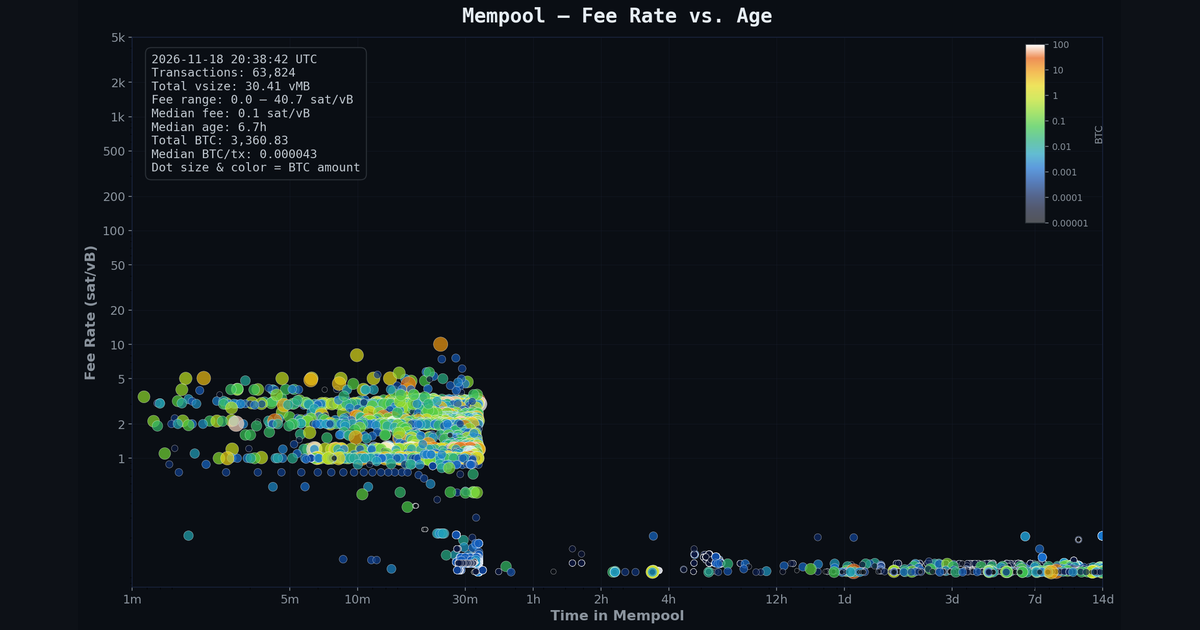 Mempool — Fee Rate vs. Age
2026-11-18 20:38:42 UTC
Transactions: 63,824
Total vsize: 30.41 vMB
Fee range: 0.0 — 40.7 sat/vB
Median fee: 0.1 sat/vB
Median age: 6.7h
Total BTC: 3,360.83
Median BTC/tx: 0.000043
Dot size & color = BTC amount
100
10
1
0.1
0.01
0.001
0.0001
0.00001
BTC
Fee Rate (sat/vB)
5k
2k
1k
500
200
100
50
20
10
5
2
1
1m
5m
10m
30m
1h
2h
4h
12h
1d
3d
7d
14d
Time in Mempool